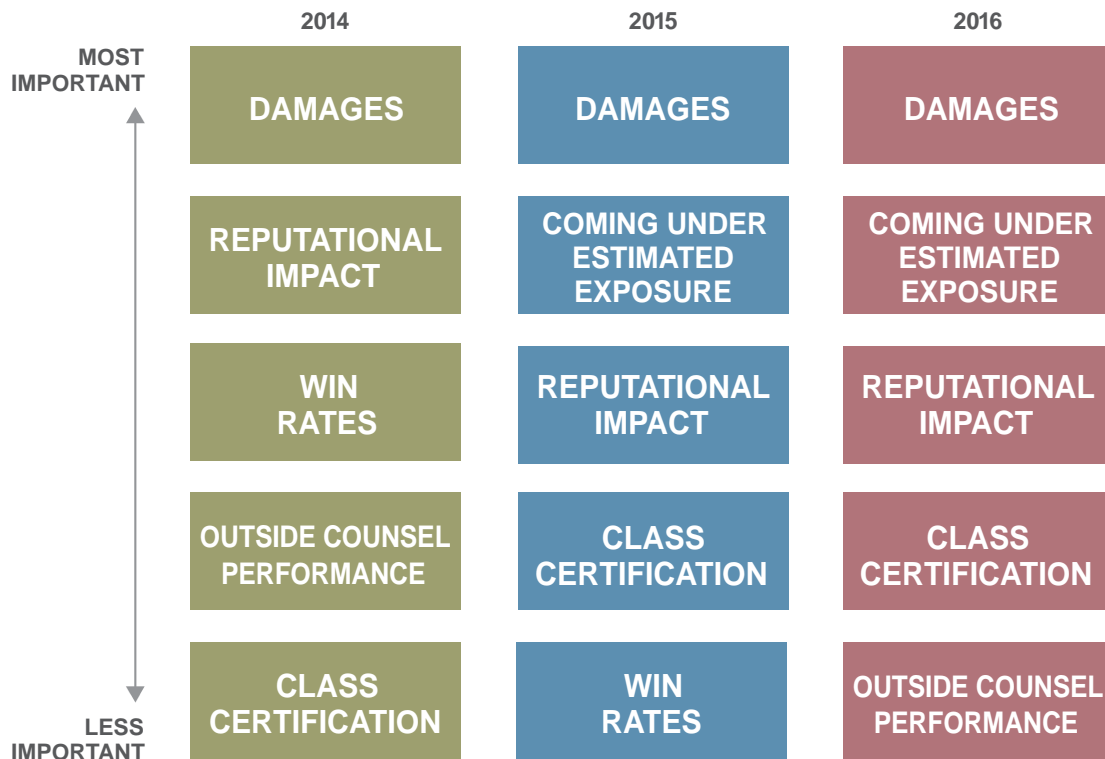 2014 2015 2016
MOST
IMPORTANT
DAMAGES DAMAGES DAMAGES
REPUTATIONAL
IMPACT
COMING UNDER
ESTIMATED
EXPOSURE
COMING UNDER
ESTIMATED
EXPOSURE
WIN
RATES
REPUTATIONAL
IMPACT
REPUTATIONAL
IMPACT
OUTSIDE COUNSEL
PERFORMANCE
CLASS
CERTIFICATION
CLASS
CERTIFICATION
CLASS
CERTIFICATION
WIN
RATES
OUTSIDE COUNSEL
PERFORMANCE
LESS
IMPORTANT